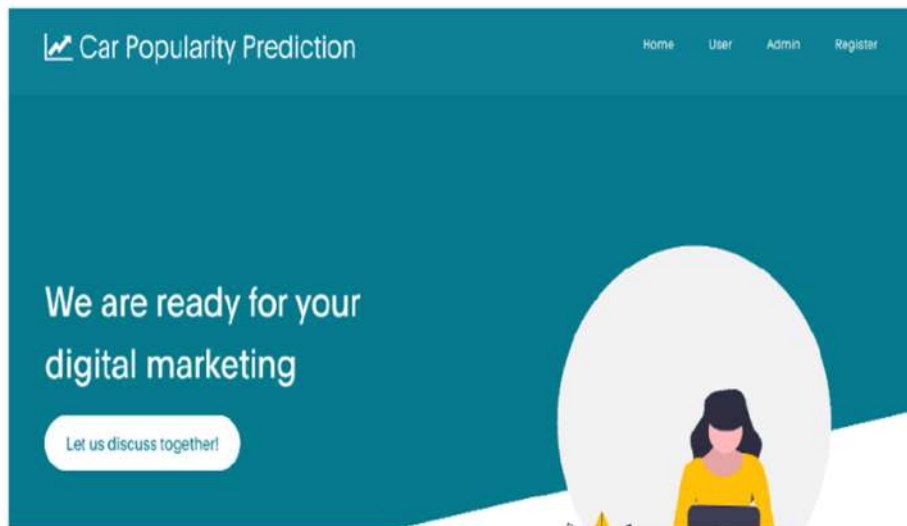 Car Popularity Prediction
Home User Admin Register
We are ready for your
digital marketing
Let us discuss together!